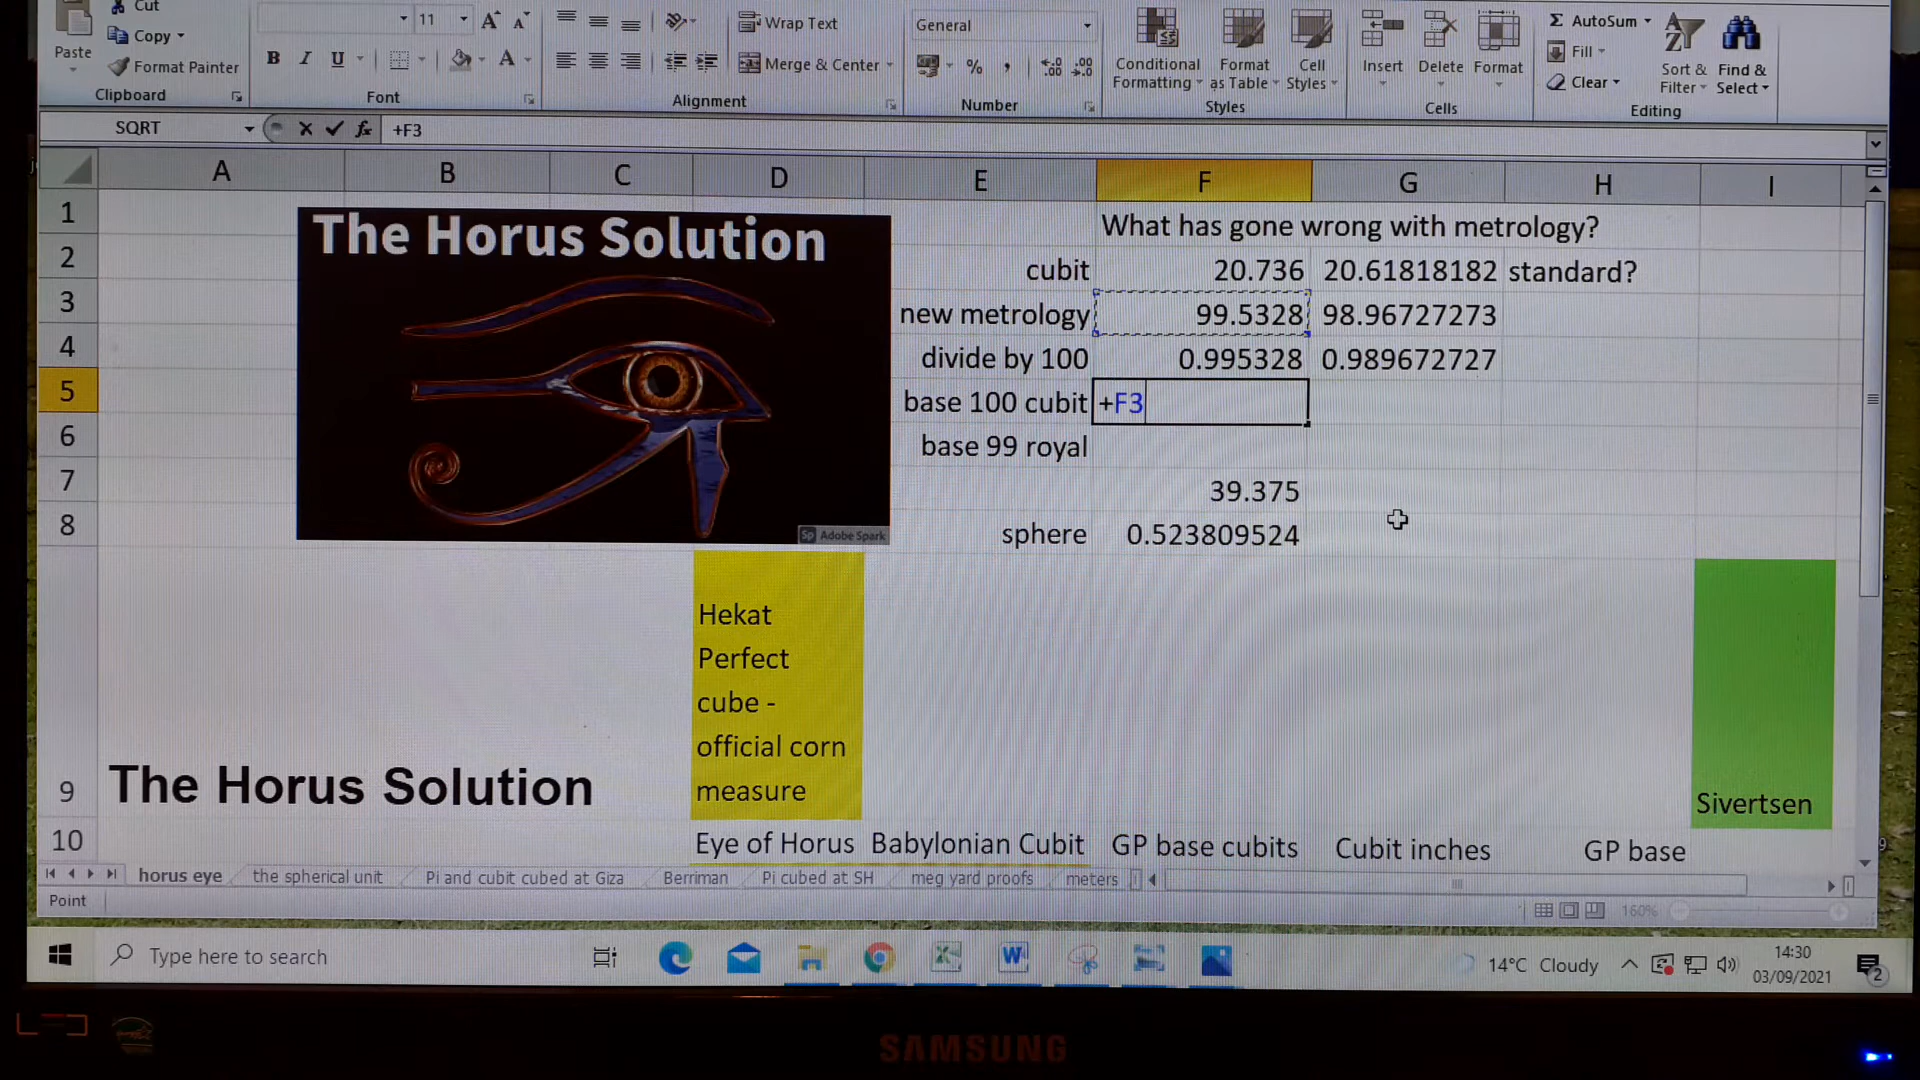 Cut
Copy
Paste
Format Painter
Clipboard
11
A A
B I U
A
Font
Wrap Text
Merge & Center
Alignment
General
%
Number
Conditional Formatting
Format as Table
Cell Styles
Styles
Insert
Delete
Format
Cells
Σ AutoSum
Fill
Clear
Sort & Filter
Find & Select
Editing
SQRT
fx
+F3
A B C D E F G H I
1 What has gone wrong with metrology?
The Horus Solution
2 cubit 20.736 20.61818182 standard?
3 new metrology 99.5328 98.96727273
4 divide by 100 0.995328 0.989672727
5 base 100 cubit +F3
6 base 99 royal
7 39.375
8 sphere 0.523809524
Sp Adobe Spark
Hekat
Perfect
cube -
official corn
measure
9 The Horus Solution
Sivertsen
10 Eye of Horus Babylonian Cubit GP base cubits Cubit inches GP base
horus eye the spherical unit Pi and cubit cubed at Giza Berriman Pi cubed at SH meg yard proofs meters
Point
160%
Type here to search
14°C Cloudy
14:30
03/09/2021
2
SAMSUNG